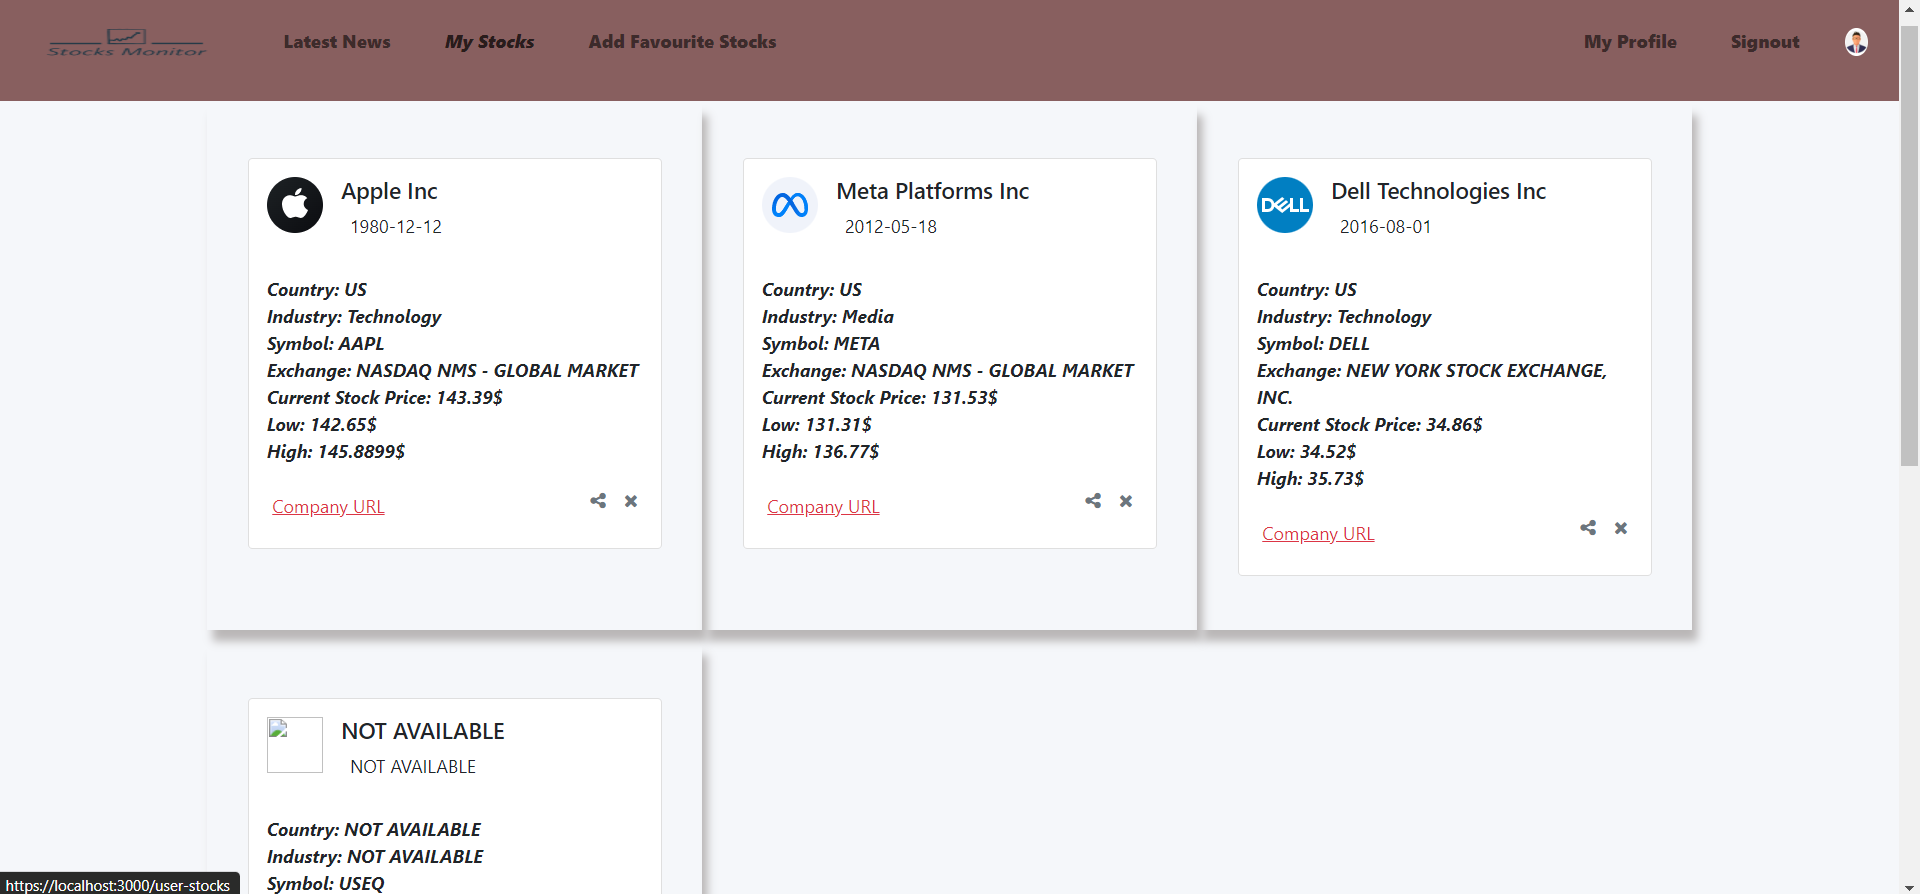 Stocks Monitor
Latest News
My Stocks
Add Favourite Stocks
My Profile
Signout
Apple Inc
1980-12-12
Country: US
Industry: Technology
Symbol: AAPL
Exchange: NASDAQ NMS - GLOBAL MARKET
Current Stock Price: 143.39$
Low: 142.65$
High: 145.8899$
Company URL
Meta Platforms Inc
2012-05-18
Country: US
Industry: Media
Symbol: META
Exchange: NASDAQ NMS - GLOBAL MARKET
Current Stock Price: 131.53$
Low: 131.31$
High: 136.77$
Company URL
DELL
Dell Technologies Inc
2016-08-01
Country: US
Industry: Technology
Symbol: DELL
Exchange: NEW YORK STOCK EXCHANGE,
INC.
Current Stock Price: 34.86$
Low: 34.52$
High: 35.73$
Company URL
NOT AVAILABLE
NOT AVAILABLE
Country: NOT AVAILABLE
Industry: NOT AVAILABLE
Symbol: USEQ
https://localhost:3000/user-stocks